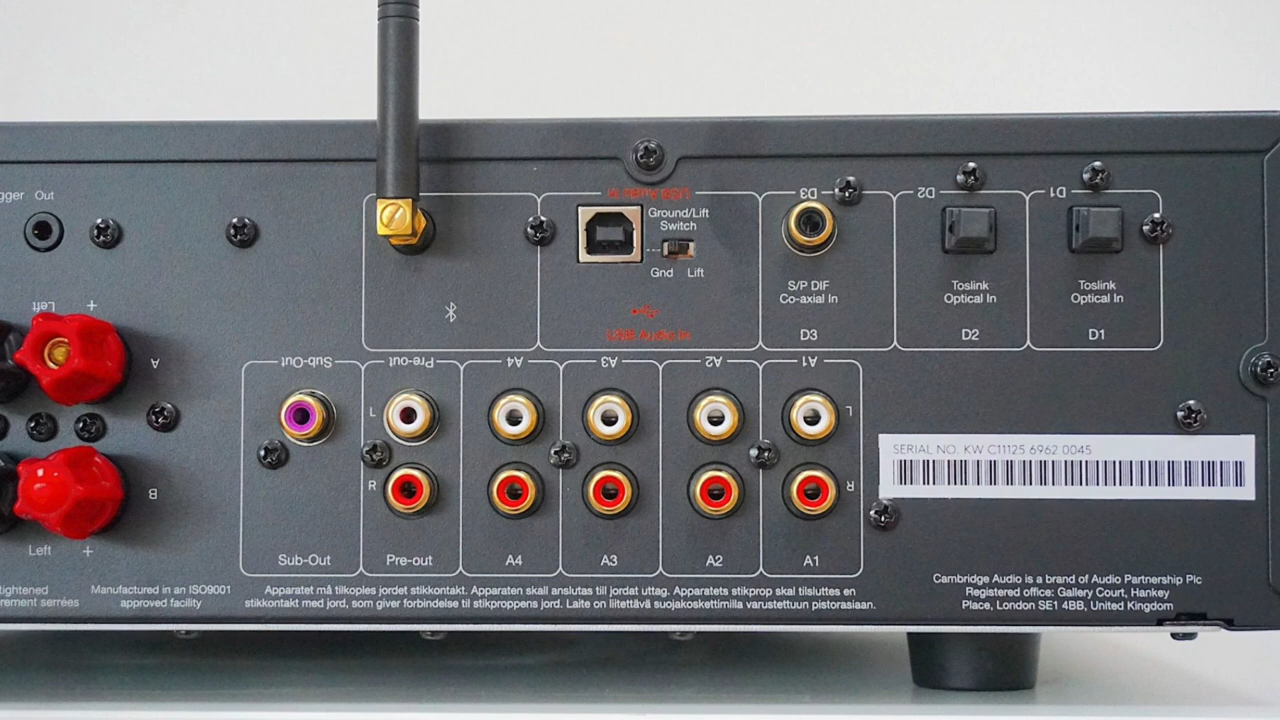 gger Out
USB Audio In
Ground/Lift
Switch
Gnd Lift
USB Audio In
D3
S/P DIF
Co-axial In
D3
D2
Toslink
Optical In
D2
D1
Toslink
Optical In
D1
Left +
A
B
Left +
Sub-Out
Pre-out
A4
A3
A2
A1
L
L
R
R
Sub-Out
Pre-out
A4
A3
A2
A1
SERIAL NO. KW C11125 6962 0045
tightened
rement serrées
Manufactured in an ISO9001
approved facility
Apparatet må tilkoples jordet stikkontakt. Apparaten skall anslutas till jordat uttag. Apparatets stikprop skal tilsluttes en
stikkontakt med jord, som giver forbindelse til stikproppens jord. Laite on liitettävä suojakoskettimilla varustettuun pistorasiaan.
Cambridge Audio is a brand of Audio Partnership Plc
Registered office: Gallery Court, Hankey
Place, London SE1 4BB, United Kingdom